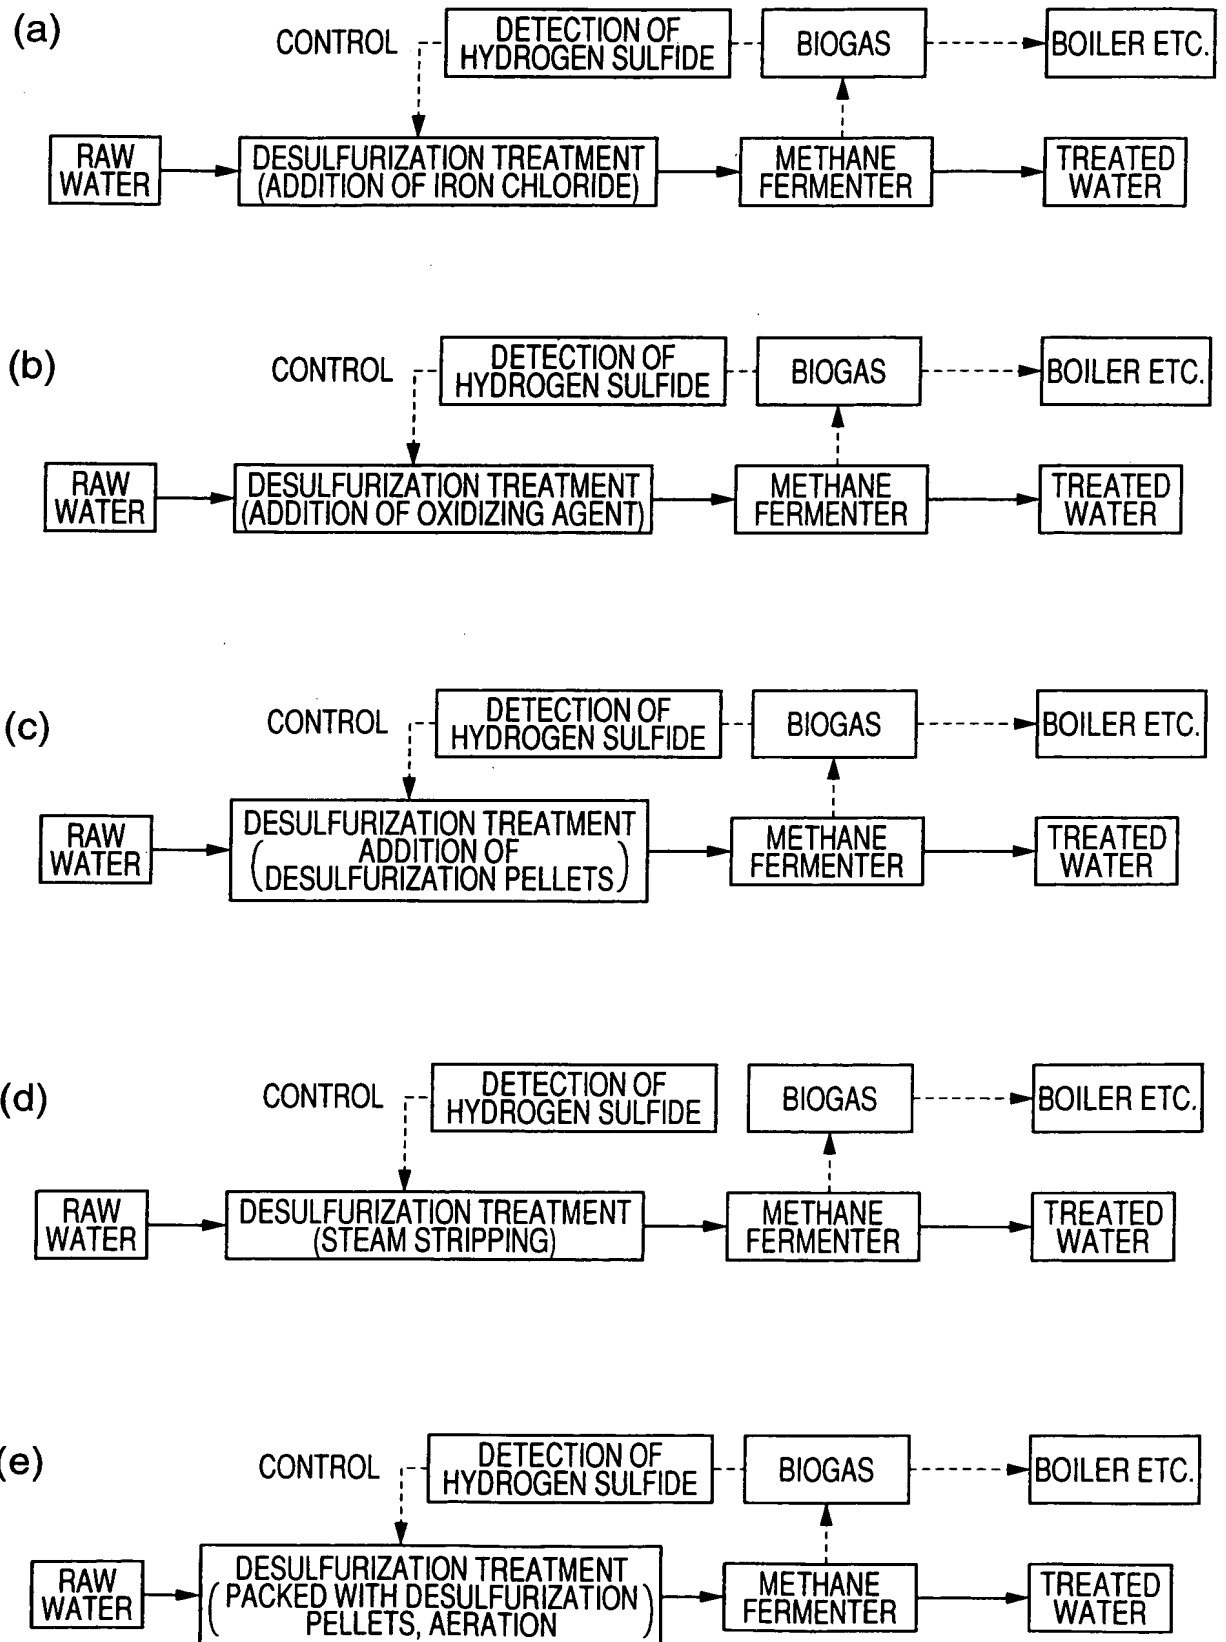 (a)
CONTROL
DETECTION OF
HYDROGEN SULFIDE
BIOGAS
BOILER ETC.
RAW
WATER
DESULFURIZATION TREATMENT
(ADDITION OF IRON CHLORIDE)
METHANE
FERMENTER
TREATED
WATER
(b)
CONTROL
DETECTION OF
HYDROGEN SULFIDE
BIOGAS
BOILER ETC.
RAW
WATER
DESULFURIZATION TREATMENT
(ADDITION OF OXIDIZING AGENT)
METHANE
FERMENTER
TREATED
WATER
(c)
CONTROL
DETECTION OF
HYDROGEN SULFIDE
BIOGAS
BOILER ETC.
RAW
WATER
DESULFURIZATION TREATMENT
(ADDITION OF
DESULFURIZATION PELLETS)
METHANE
FERMENTER
TREATED
WATER
(d)
CONTROL
DETECTION OF
HYDROGEN SULFIDE
BIOGAS
BOILER ETC.
RAW
WATER
DESULFURIZATION TREATMENT
(STEAM STRIPPING)
METHANE
FERMENTER
TREATED
WATER
(e)
CONTROL
DETECTION OF
HYDROGEN SULFIDE
BIOGAS
BOILER ETC.
RAW
WATER
DESULFURIZATION TREATMENT
(PACKED WITH DESULFURIZATION
PELLETS, AERATION)
METHANE
FERMENTER
TREATED
WATER